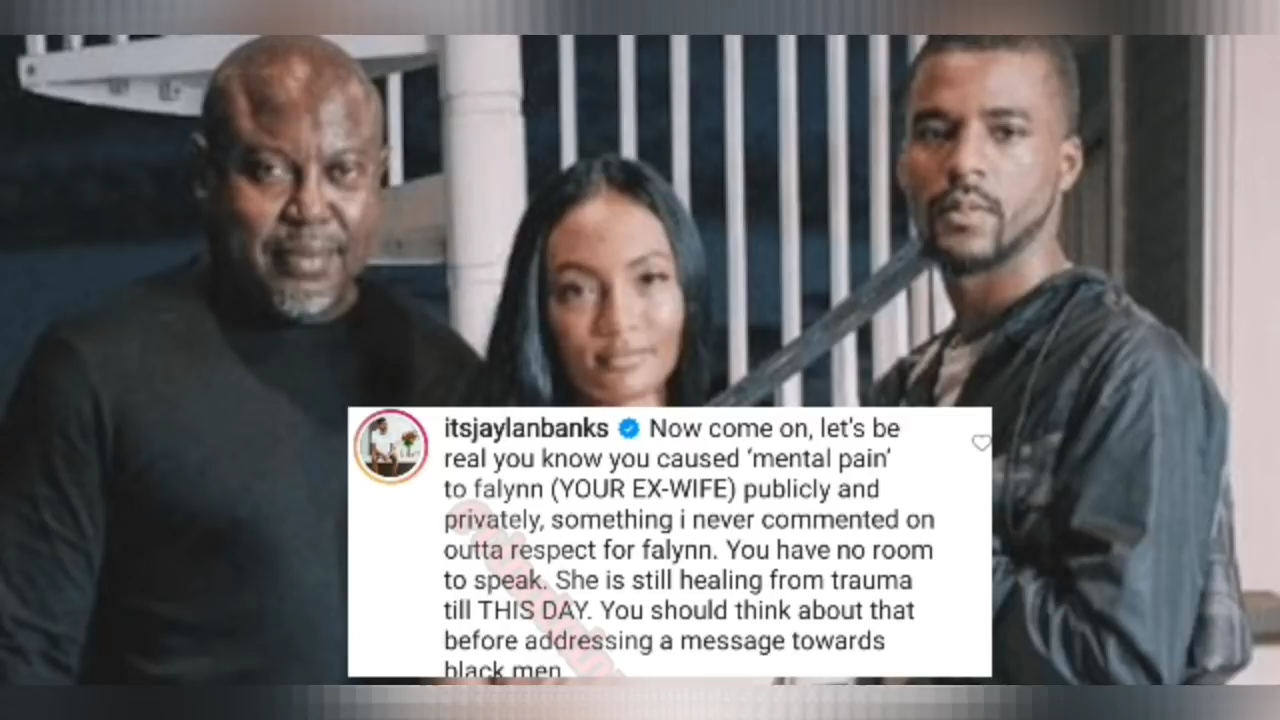 itsjaylanbanks Now come on, let's be
real you know you caused ‘mental pain’
to falynn (YOUR EX-WIFE) publicly and
privately, something i never commented on
outta respect for falynn. You have no room
to speak. She is still healing from trauma
till THIS DAY. You should think about that
before addressing a message towards
black men